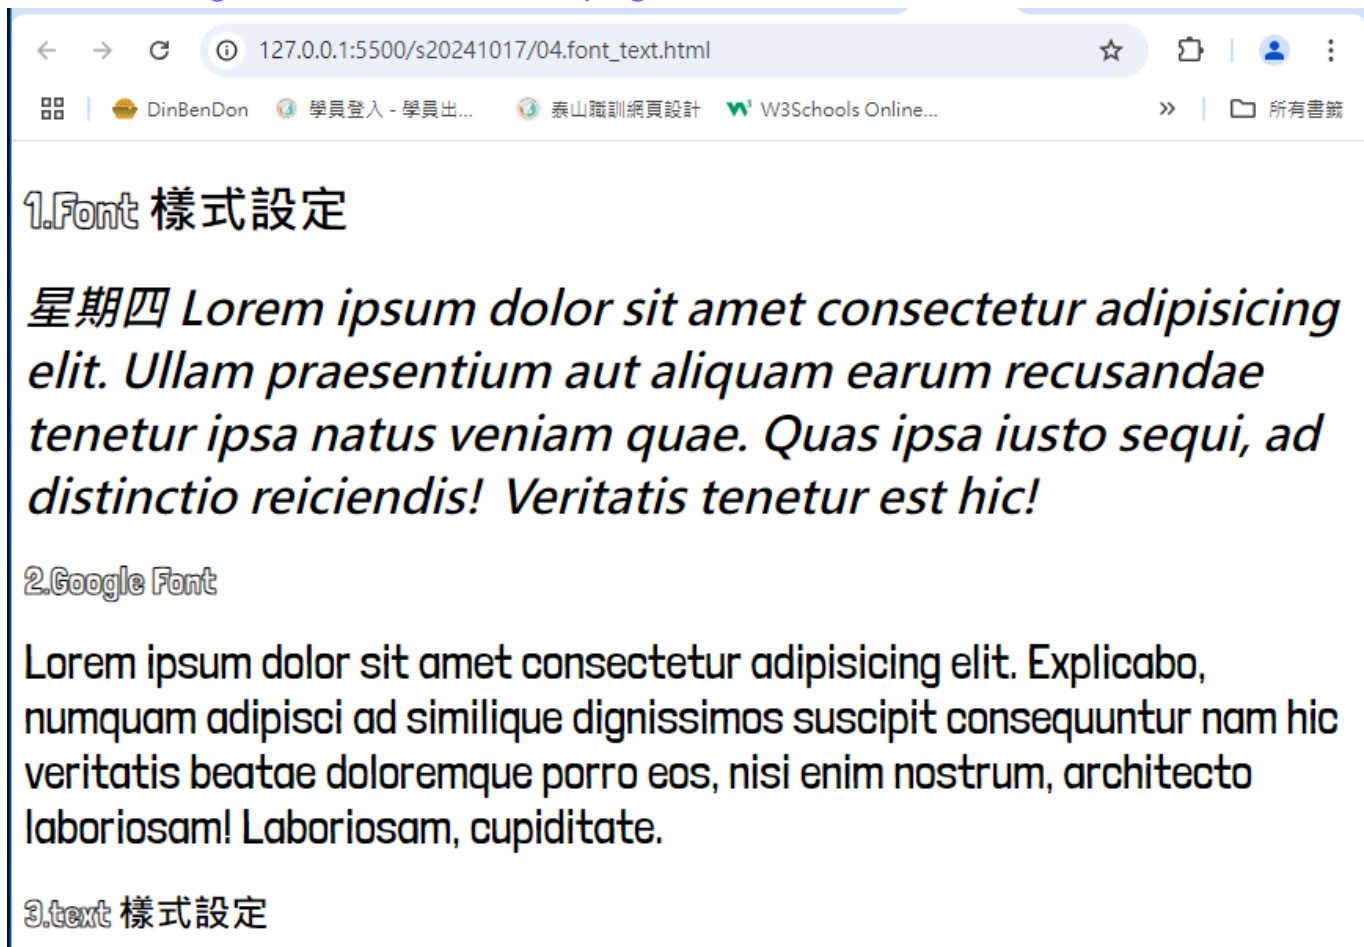 127.0.0.1:5500/s20241017/04.font_text.html
DinBenDon 學員登入 - 學員出... 泰山職訓網頁設計 W3Schools Online... » 所有書籤
1.Font 樣式設定
星期四 Lorem ipsum dolor sit amet consectetur adipisicing
elit. Ullam praesentium aut aliquam earum recusandae
tenetur ipsa natus veniam quae. Quas ipsa iusto sequi, ad
distinctio reiciendis! Veritatis tenetur est hic!
2.Google Font
Lorem ipsum dolor sit amet consectetur adipisicing elit. Explicabo,
numquam adipisci ad similique dignissimos suscipit consequuntur nam hic
veritatis beatae doloremque porro eos, nisi enim nostrum, architecto
laboriosam! Laboriosam, cupiditate.
3.text 樣式設定